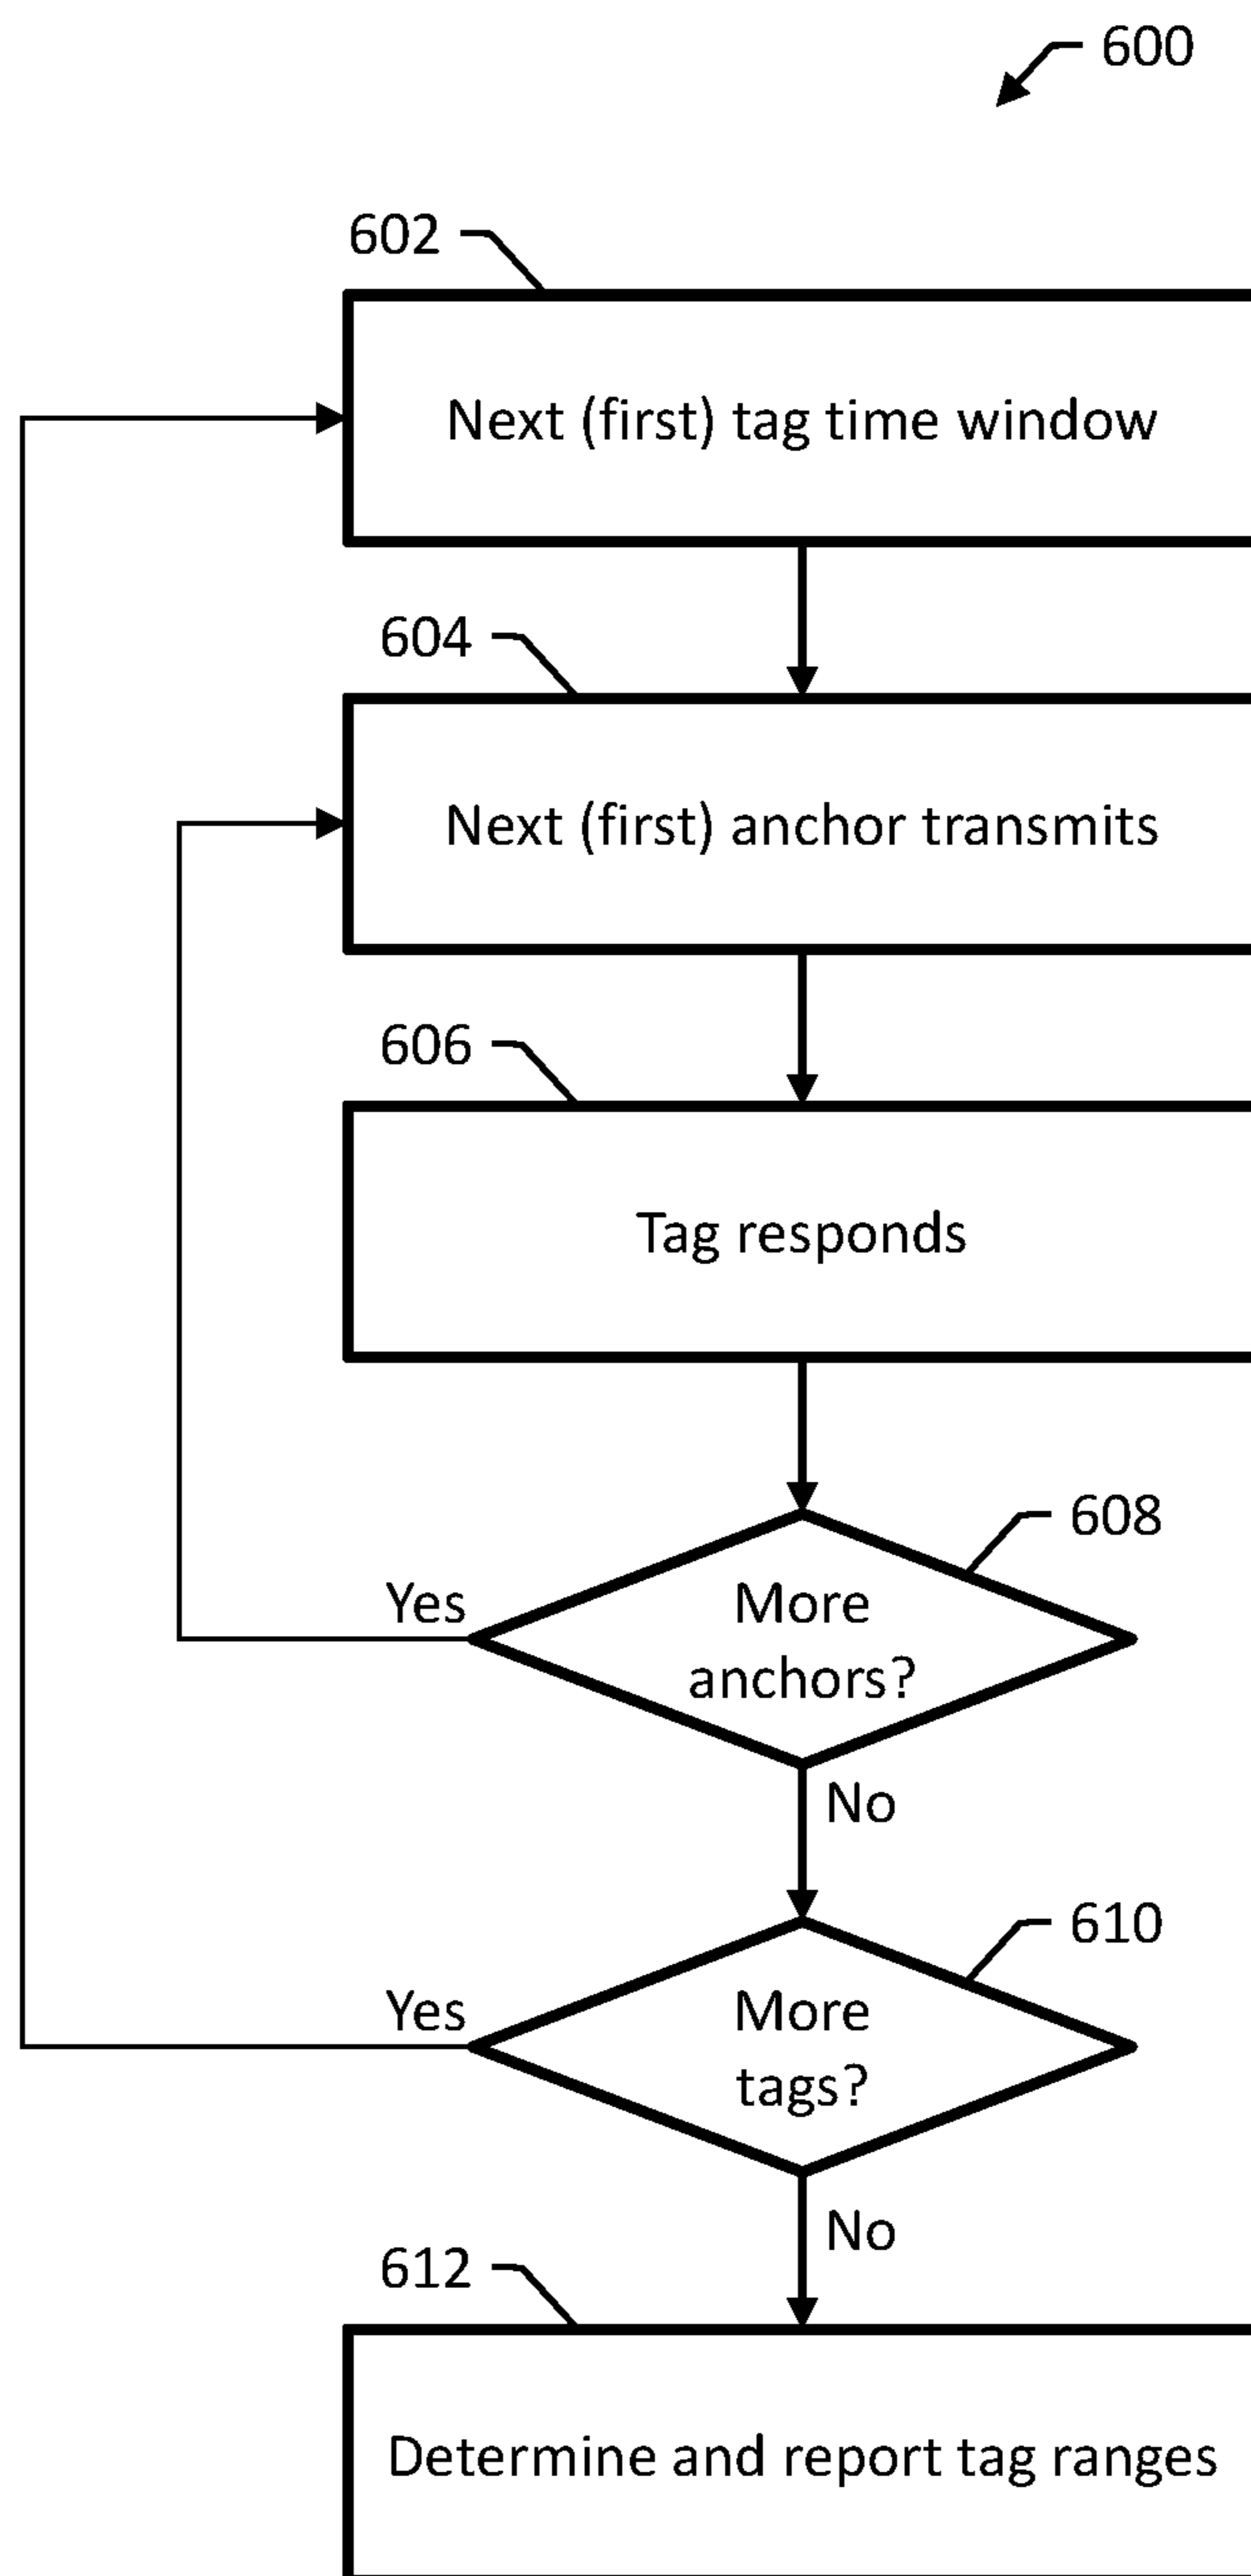 600
602
Next (first) tag time window
604
Next (first) anchor transmits
606
Tag responds
608
Yes
More
anchors?
No
610
Yes
More
tags?
No
612
Determine and report tag ranges